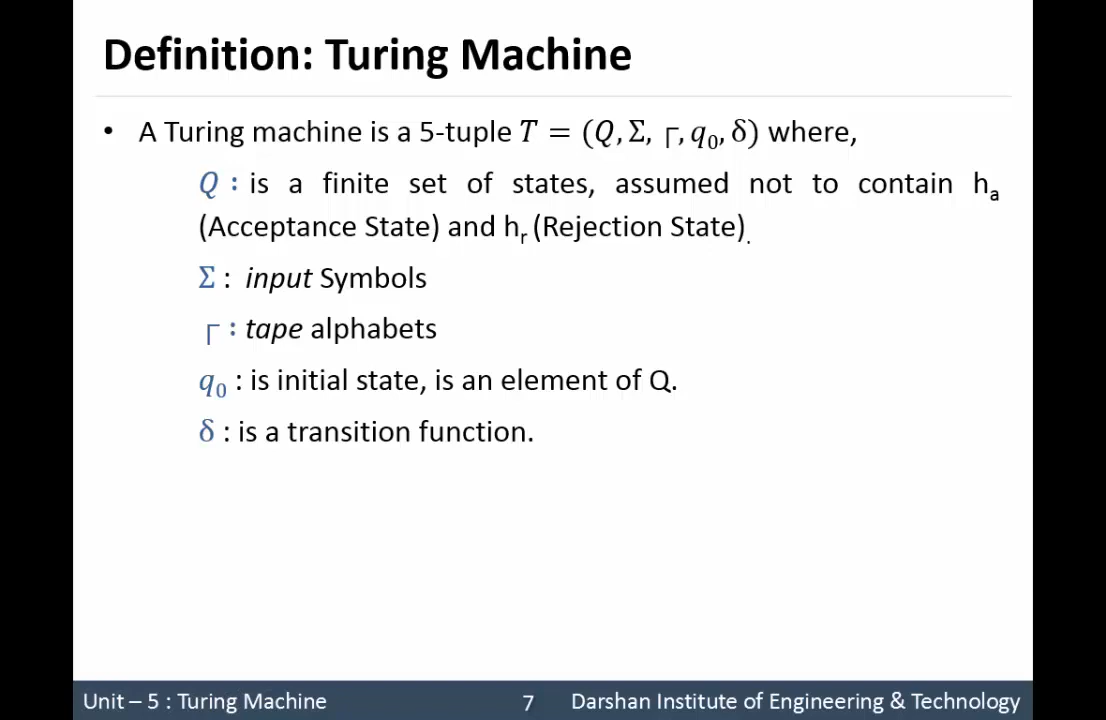 Definition: Turing Machine
• A Turing machine is a 5-tuple T = (Q, Σ, Γ, q₀, δ) where,
Q : is a finite set of states, assumed not to contain hₐ
(Acceptance State) and hᵣ (Rejection State).
Σ : input Symbols
Γ : tape alphabets
q₀ : is initial state, is an element of Q.
δ : is a transition function.
Unit – 5 : Turing Machine 7 Darshan Institute of Engineering & Technology